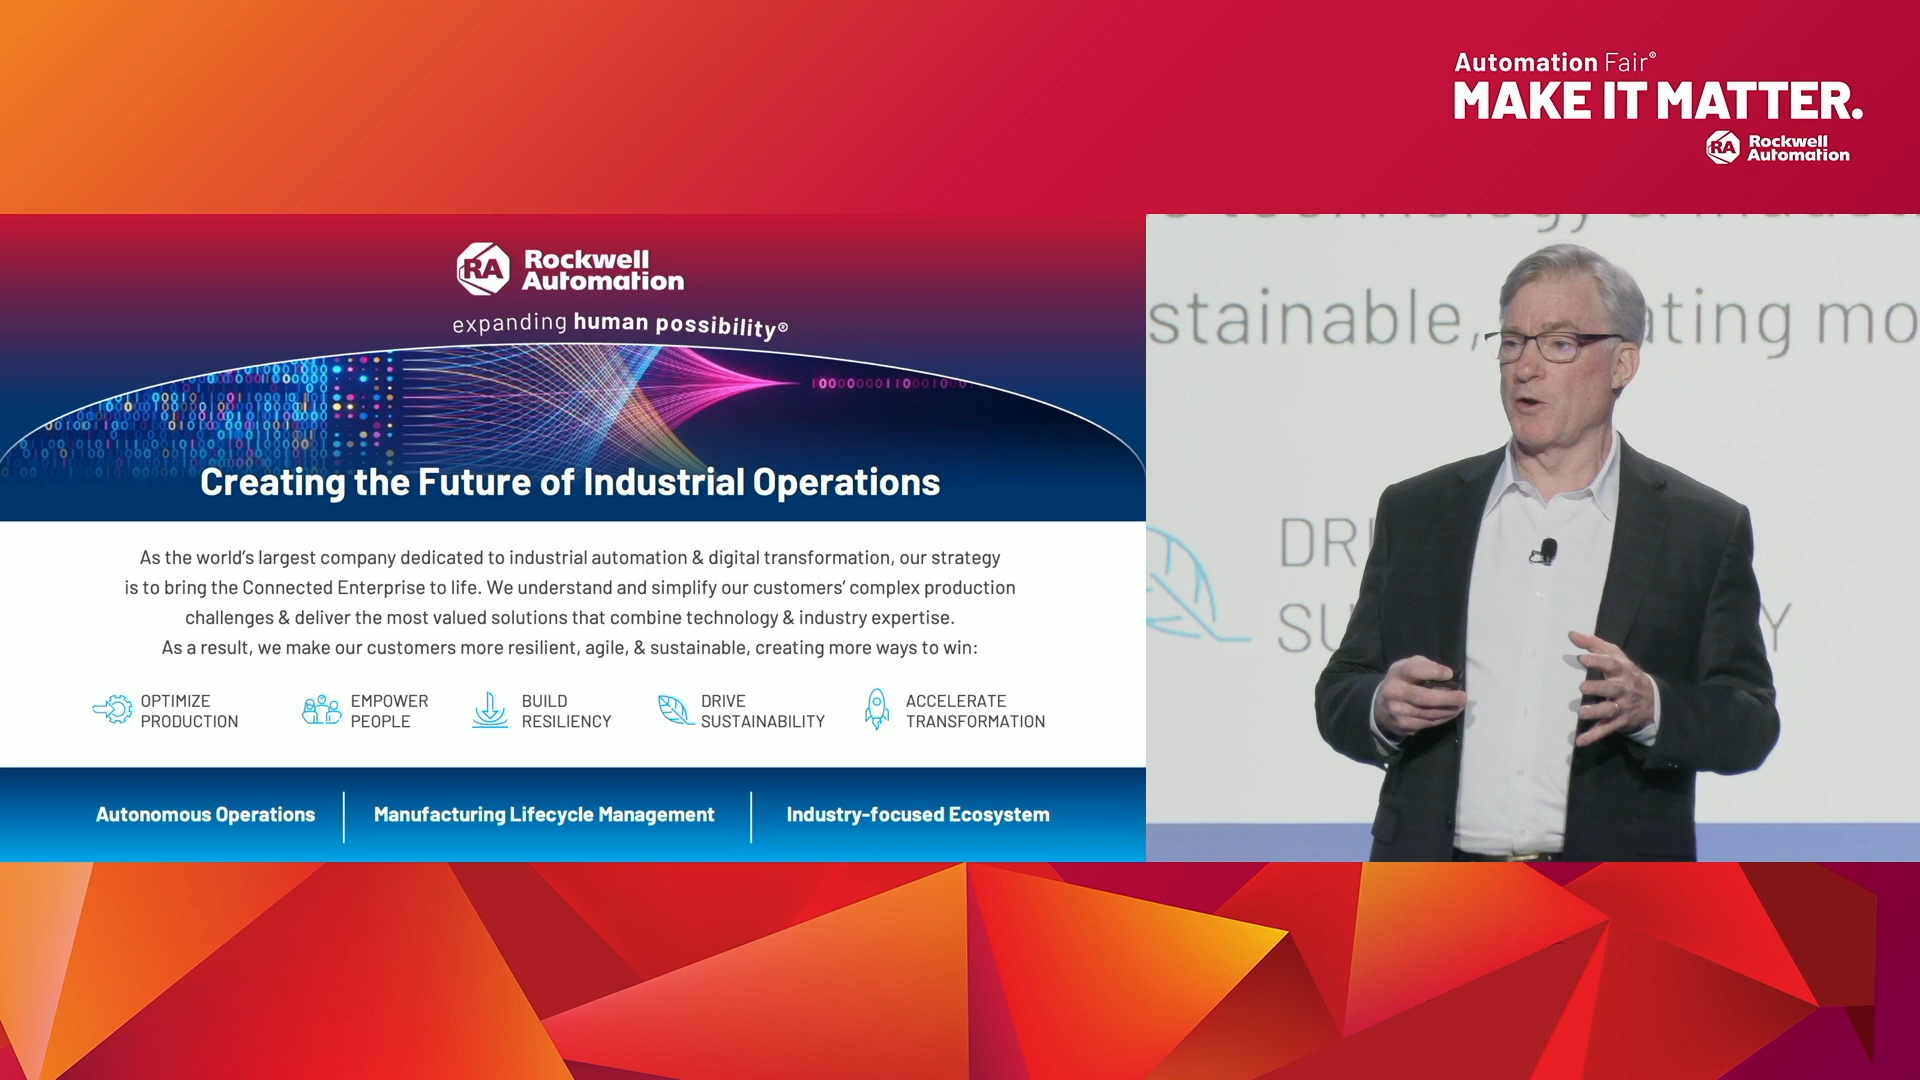 Automation Fair®
MAKE IT MATTER.
RA Rockwell
Automation
RA Rockwell
Automation
expanding human possibility®
Creating the Future of Industrial Operations
As the world's largest company dedicated to industrial automation & digital transformation, our strategy
is to bring the Connected Enterprise to life. We understand and simplify our customers' complex production
challenges & deliver the most valued solutions that combine technology & industry expertise.
As a result, we make our customers more resilient, agile, & sustainable, creating more ways to win:
OPTIMIZE
PRODUCTION
EMPOWER
PEOPLE
BUILD
RESILIENCY
DRIVE
SUSTAINABILITY
ACCELERATE
TRANSFORMATION
Autonomous Operations
Manufacturing Lifecycle Management
Industry-focused Ecosystem
stainable, ating mo
DRI
SU Y